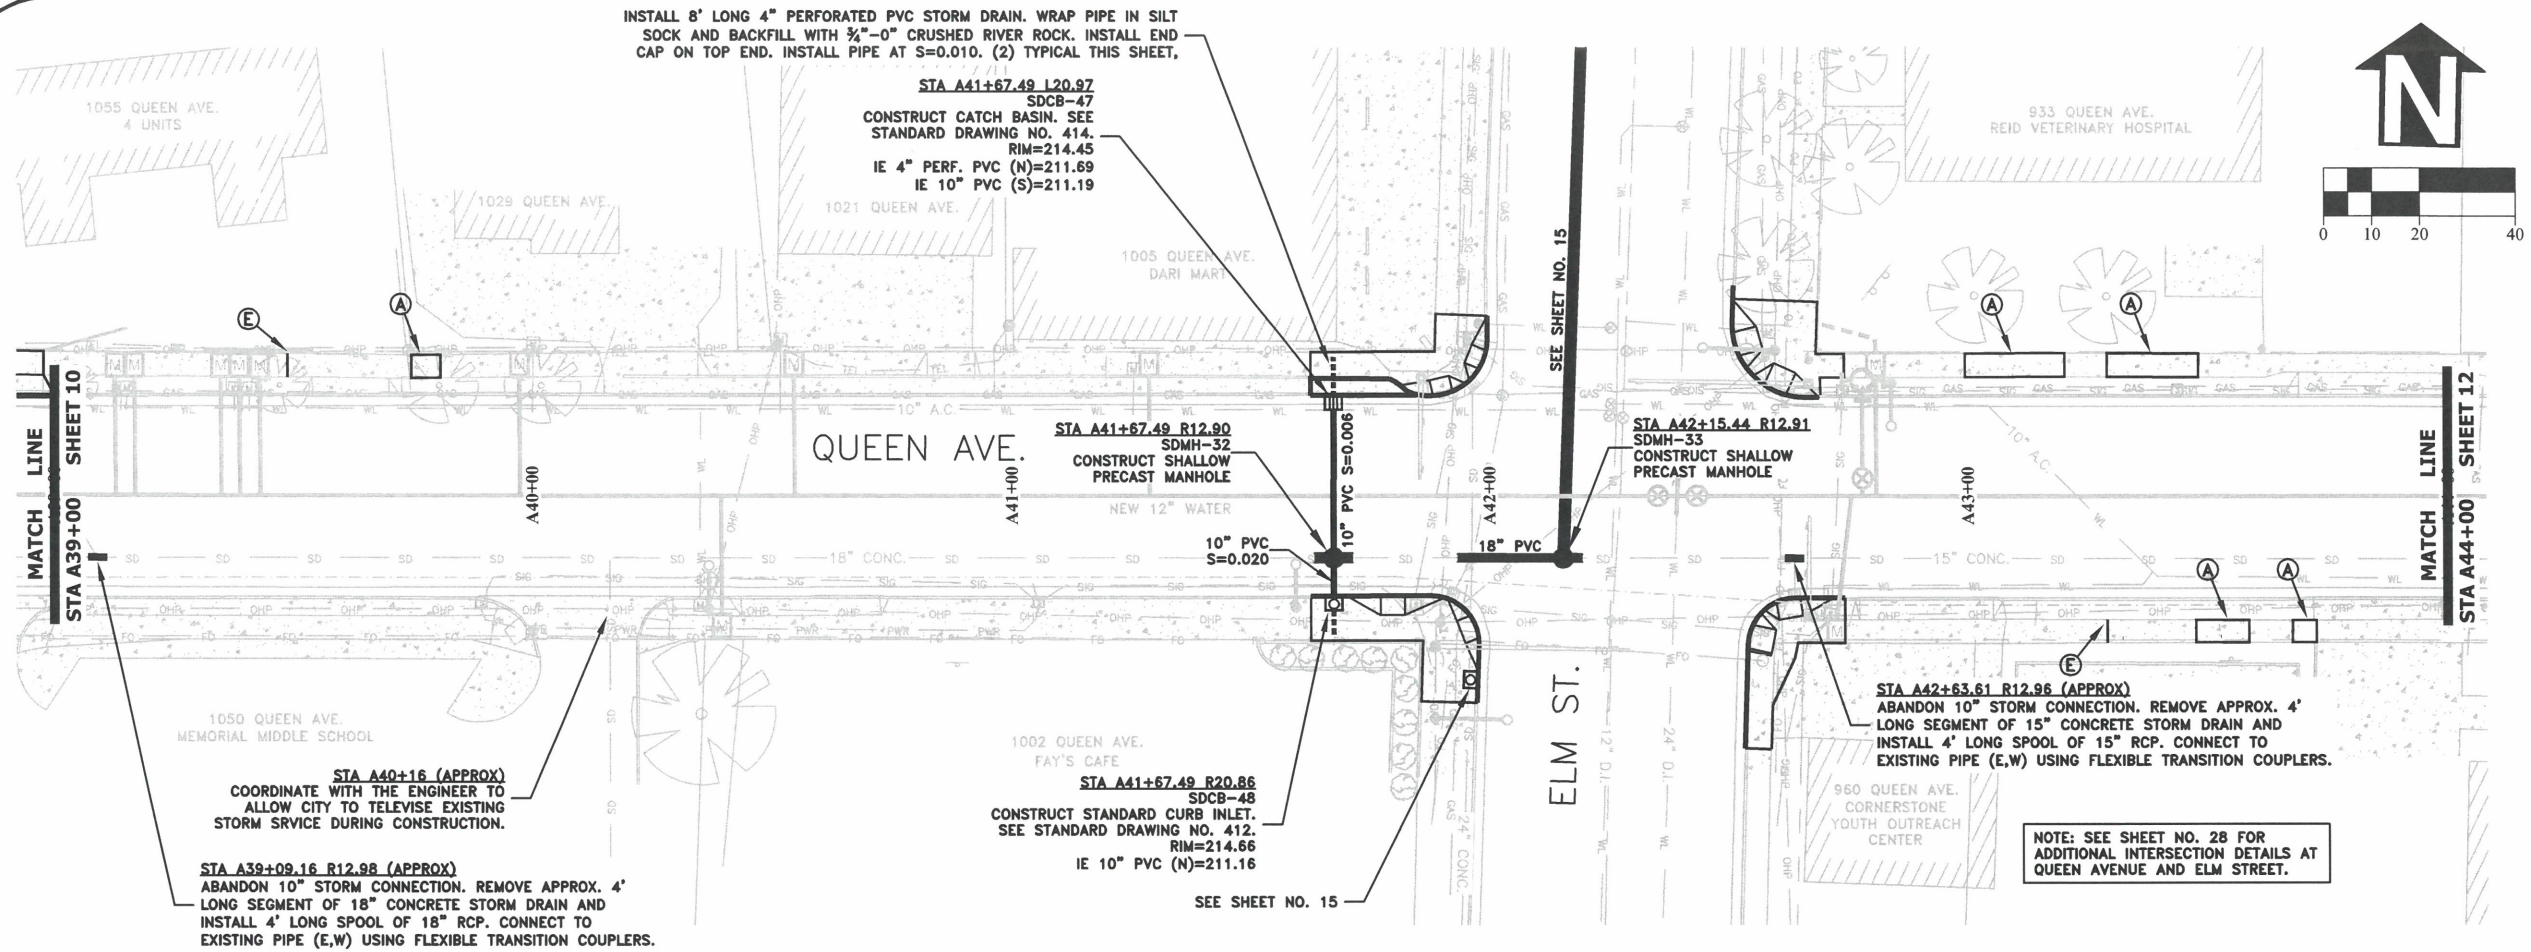 INSTALL 8' LONG 4" PERFORATED PVC STORM DRAIN. WRAP PIPE IN SILT
SOCK AND BACKFILL WITH ¾"-0" CRUSHED RIVER ROCK. INSTALL END
CAP ON TOP END. INSTALL PIPE AT S=0.010. (2) TYPICAL THIS SHEET,
STA A41+67.49 L20.97
SDCB-47
CONSTRUCT CATCH BASIN. SEE
STANDARD DRAWING NO. 414.
RIM=214.45
IE 4" PERF. PVC (N)=211.69
IE 10" PVC (S)=211.19
1055 QUEEN AVE.
4 UNITS
1029 QUEEN AVE.
1021 QUEEN AVE.
1005 QUEEN AVE.
DARI MART
933 QUEEN AVE.
REID VETERINARY HOSPITAL
N
0 10 20 40
SEE SHEET NO. 15
E
A
A
A
MATCH LINE
STA A39+00 SHEET 10
10" A.C.
QUEEN AVE.
A40+00
A41+00
A42+00
A43+00
STA A41+67.49 R12.90
SDMH-32
CONSTRUCT SHALLOW
PRECAST MANHOLE
10" PVC S=0.006
STA A42+15.44 R12.91
SDMH-33
CONSTRUCT SHALLOW
PRECAST MANHOLE
10" A.C.
MATCH LINE
STA A44+00 SHEET 12
NEW 12" WATER
18" CONC.
10" PVC
S=0.020
18" PVC
15" CONC.
A
A
E
ELM ST.
12" D.I.
24" D.I.
24" CONC.
1050 QUEEN AVE.
MEMORIAL MIDDLE SCHOOL
1002 QUEEN AVE.
FAY'S CAFE
960 QUEEN AVE.
CORNERSTONE
YOUTH OUTREACH
CENTER
STA A40+16 (APPROX)
COORDINATE WITH THE ENGINEER TO
ALLOW CITY TO TELEVISE EXISTING
STORM SRVICE DURING CONSTRUCTION.
STA A39+09.16 R12.98 (APPROX)
ABANDON 10" STORM CONNECTION. REMOVE APPROX. 4'
LONG SEGMENT OF 18" CONCRETE STORM DRAIN AND
INSTALL 4' LONG SPOOL OF 18" RCP. CONNECT TO
EXISTING PIPE (E,W) USING FLEXIBLE TRANSITION COUPLERS.
STA A41+67.49 R20.86
SDCB-48
CONSTRUCT STANDARD CURB INLET.
SEE STANDARD DRAWING NO. 412.
RIM=214.66
IE 10" PVC (N)=211.16
SEE SHEET NO. 15
STA A42+63.61 R12.96 (APPROX)
ABANDON 10" STORM CONNECTION. REMOVE APPROX. 4'
LONG SEGMENT OF 15" CONCRETE STORM DRAIN AND
INSTALL 4' LONG SPOOL OF 15" RCP. CONNECT TO
EXISTING PIPE (E,W) USING FLEXIBLE TRANSITION COUPLERS.
NOTE: SEE SHEET NO. 28 FOR
ADDITIONAL INTERSECTION DETAILS AT
QUEEN AVENUE AND ELM STREET.